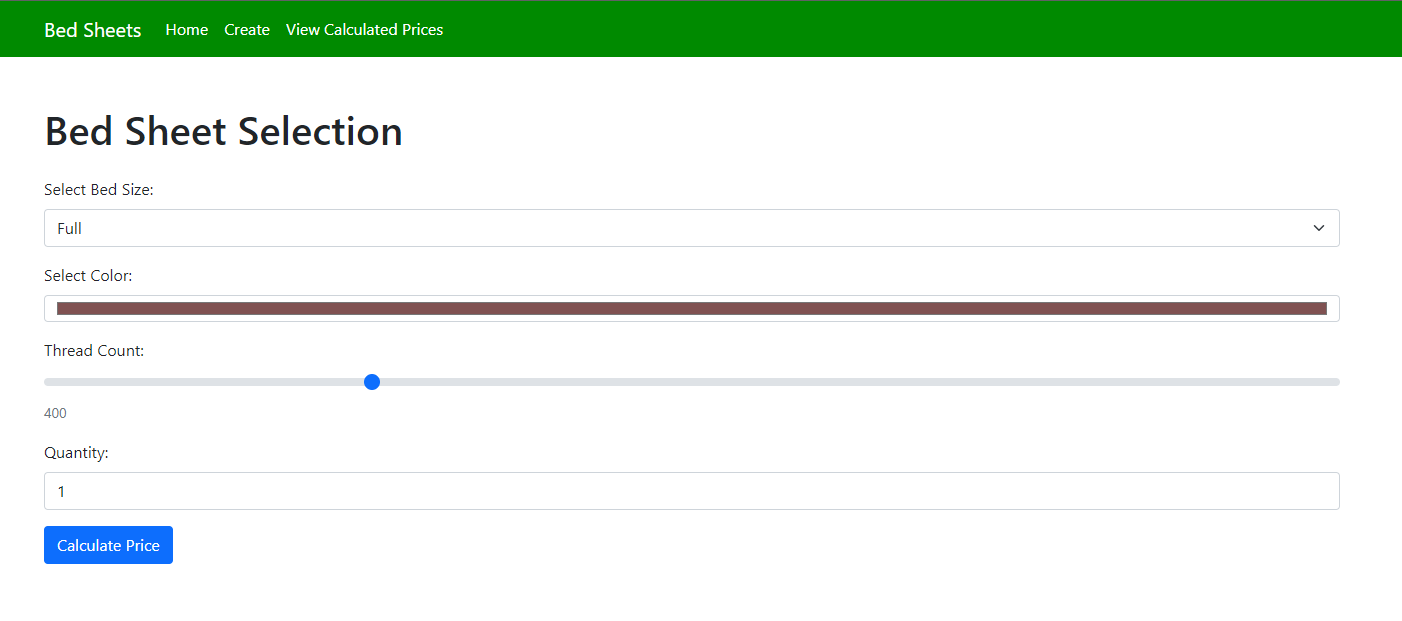 Bed Sheets Home Create View Calculated Prices
Bed Sheet Selection
Select Bed Size:
Full
Select Color:
Thread Count:
400
Quantity:
1
Calculate Price